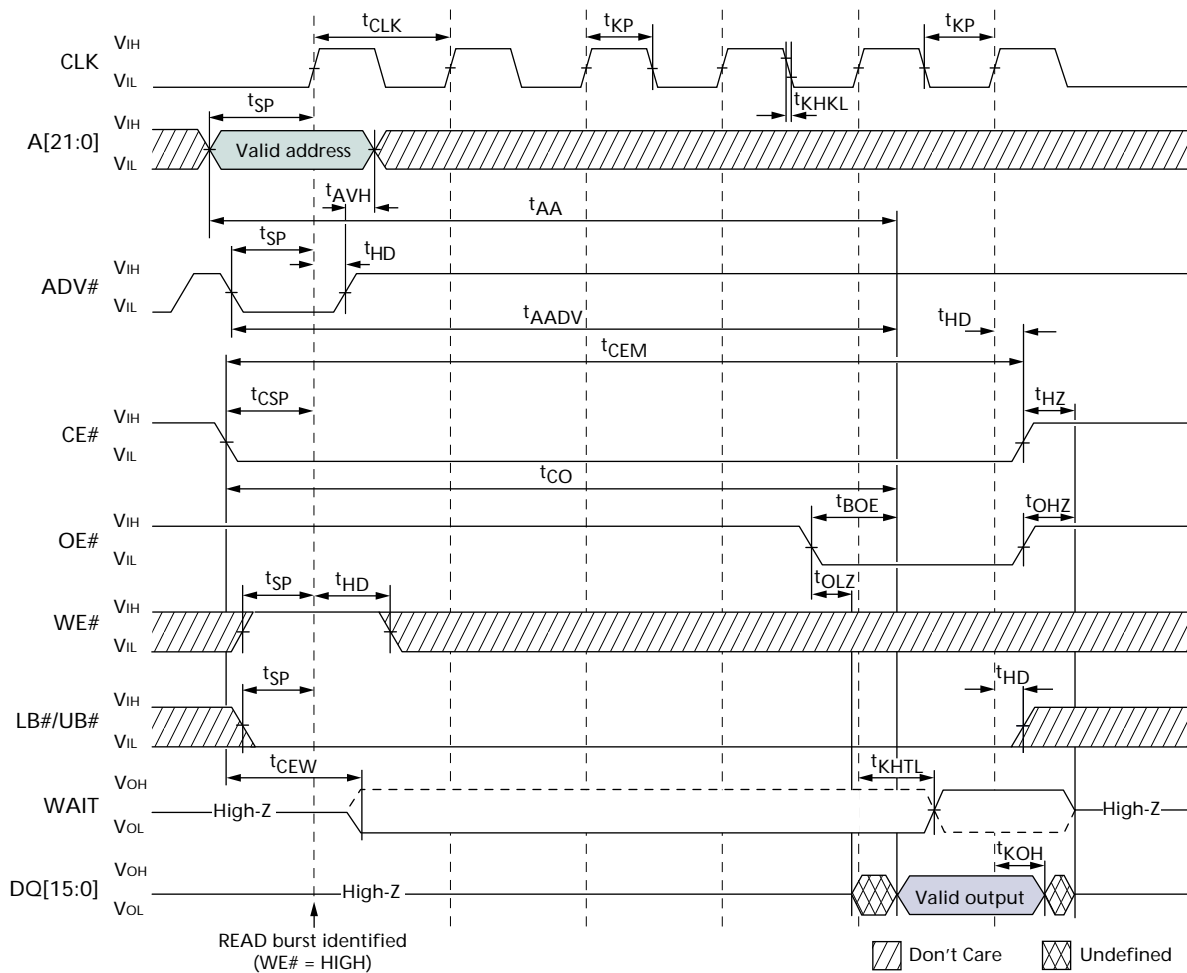 tCLK
tKP
tKP
VIH
CLK
VIL
tSP
tKHKL
VIH
A[21:0]
Valid address
VIL
tAVH
tAA
tSP
tHD
VIH
ADV#
VIL
tAADV
tHD
tCEM
tCSP
tHZ
VIH
CE#
VIL
tCO
tBOE
tOHZ
VIH
OE#
VIL
tOLZ
tSP
tHD
VIH
WE#
VIL
tSP
tHD
VIH
LB#/UB#
VIL
tCEW
tKHTL
VOH
WAIT
High-Z
High-Z
VOL
tKOH
VOH
DQ[15:0]
High-Z
Valid output
VOL
READ burst identified
(WE# = HIGH)
Don't Care
Undefined